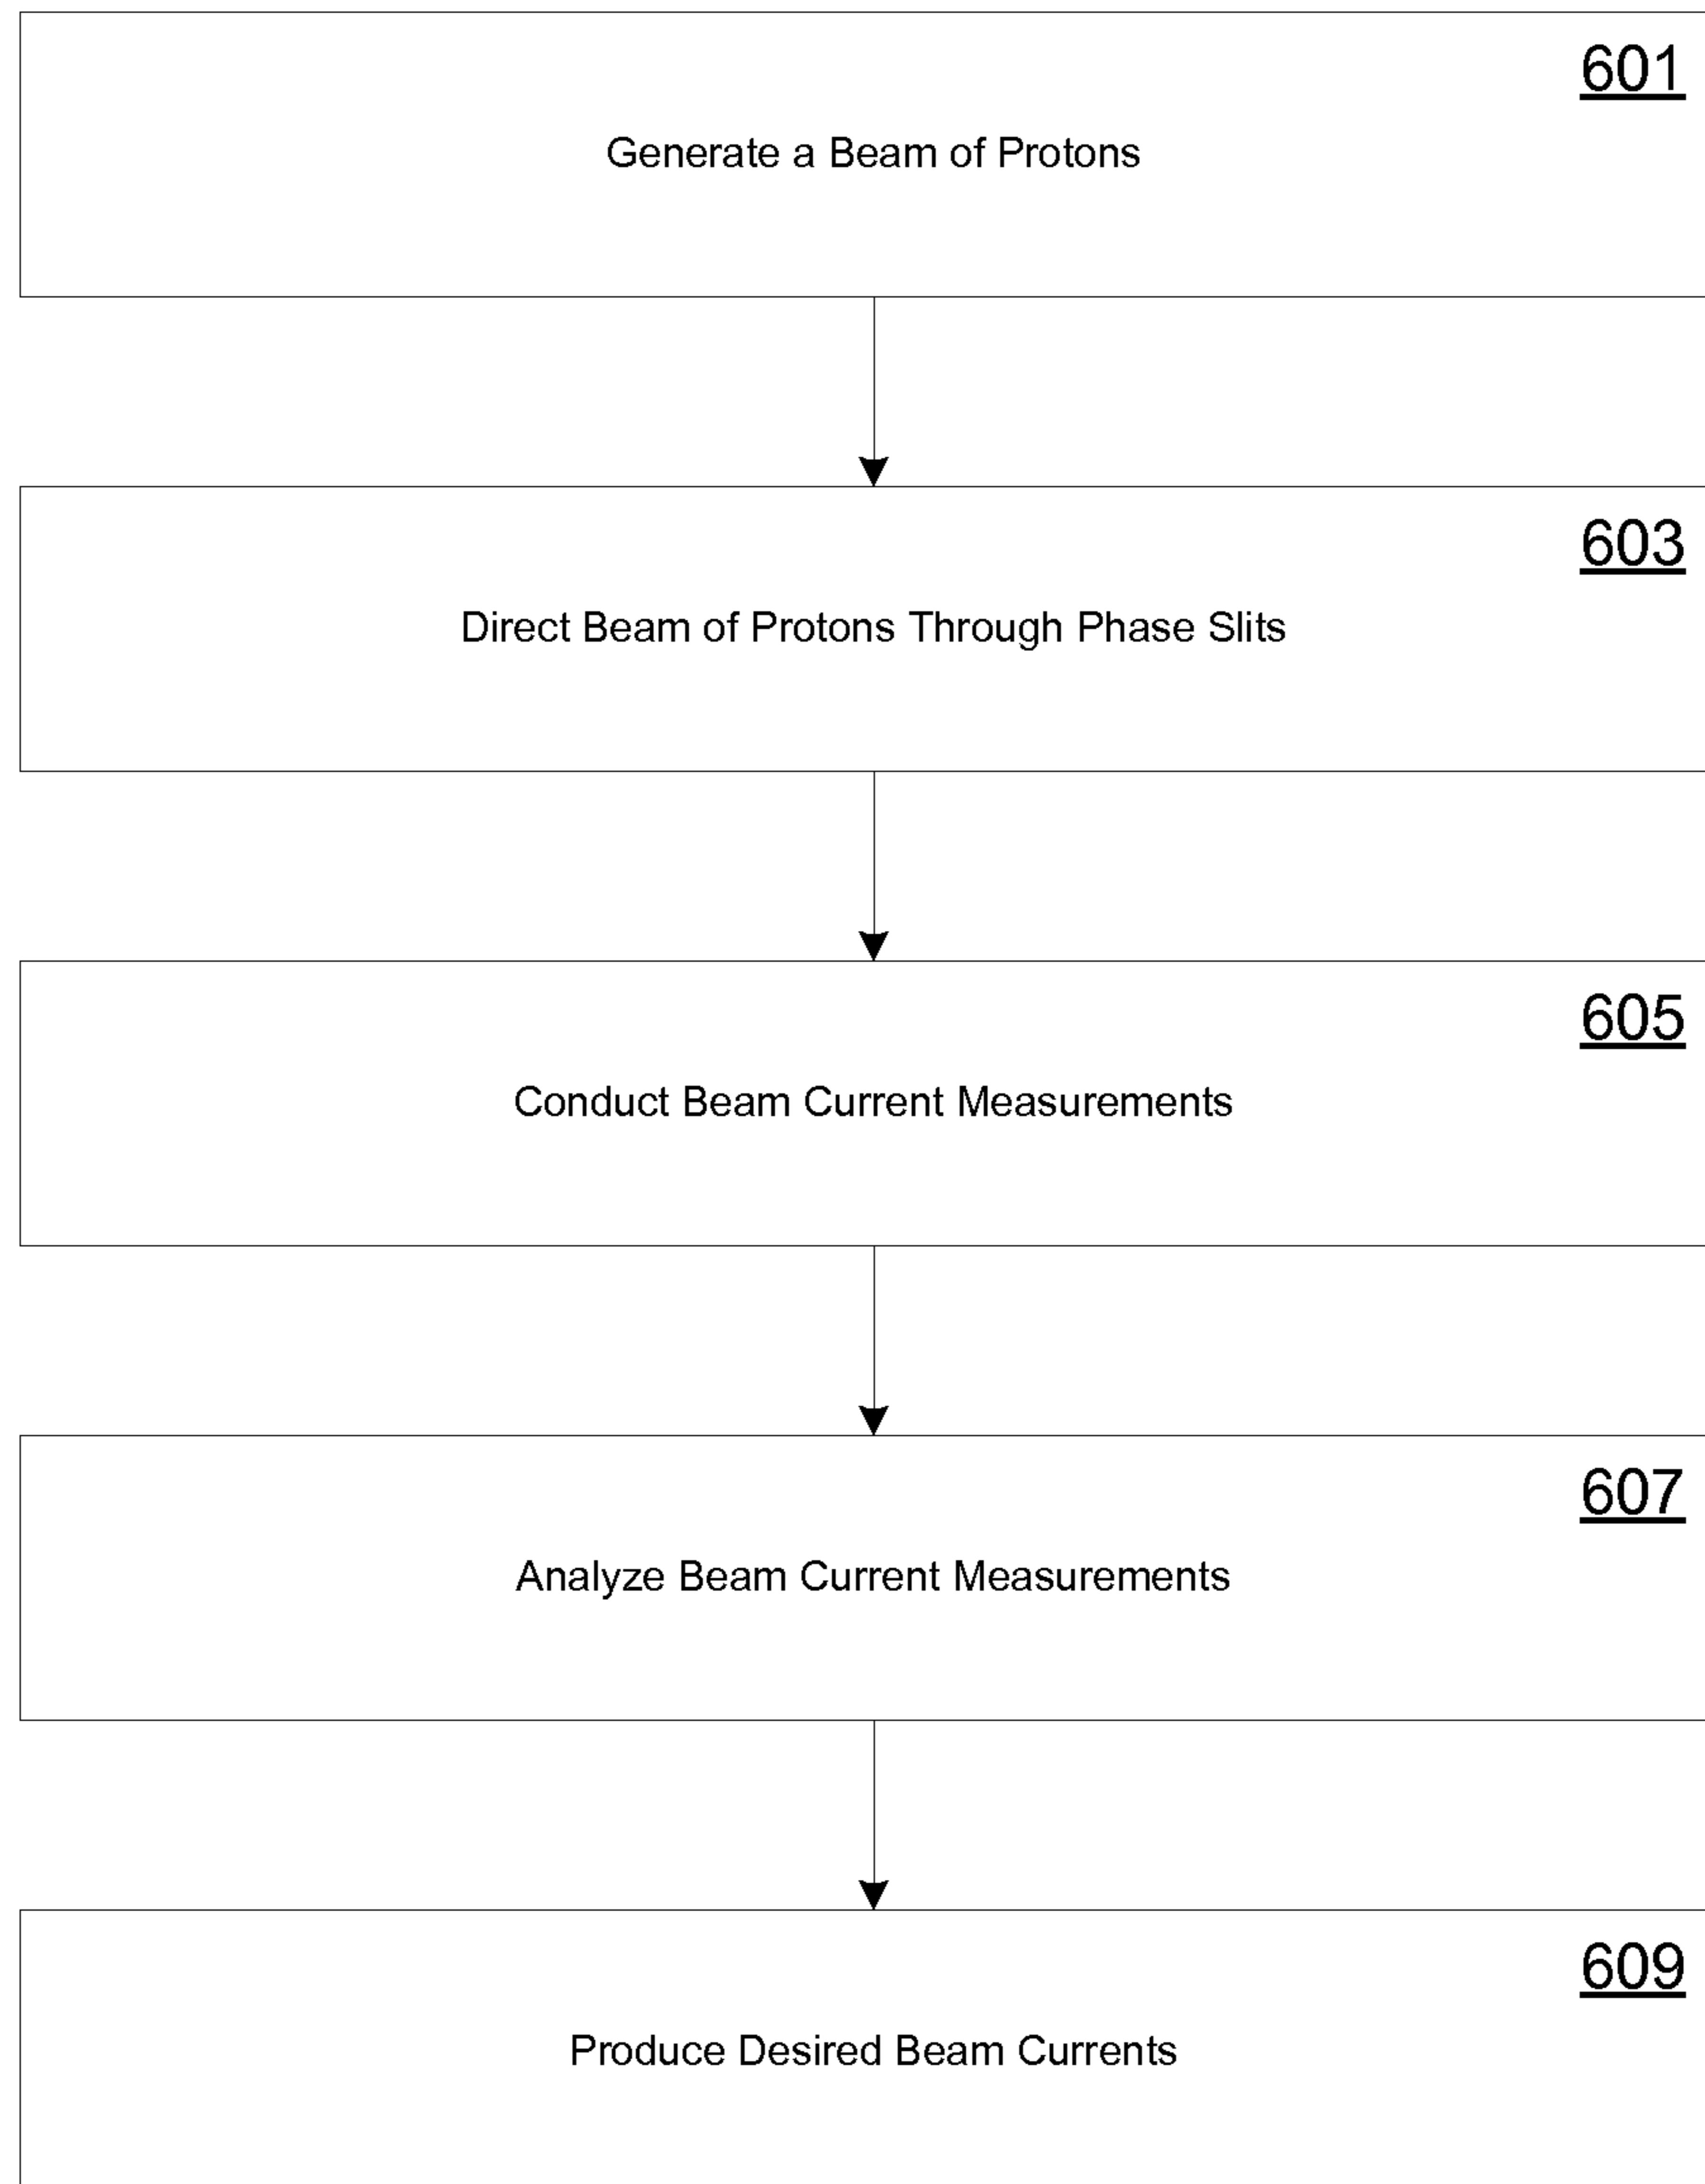 601
Generate a Beam of Protons
603
Direct Beam of Protons Through Phase Slits
605
Conduct Beam Current Measurements
607
Analyze Beam Current Measurements
609
Produce Desired Beam Currents